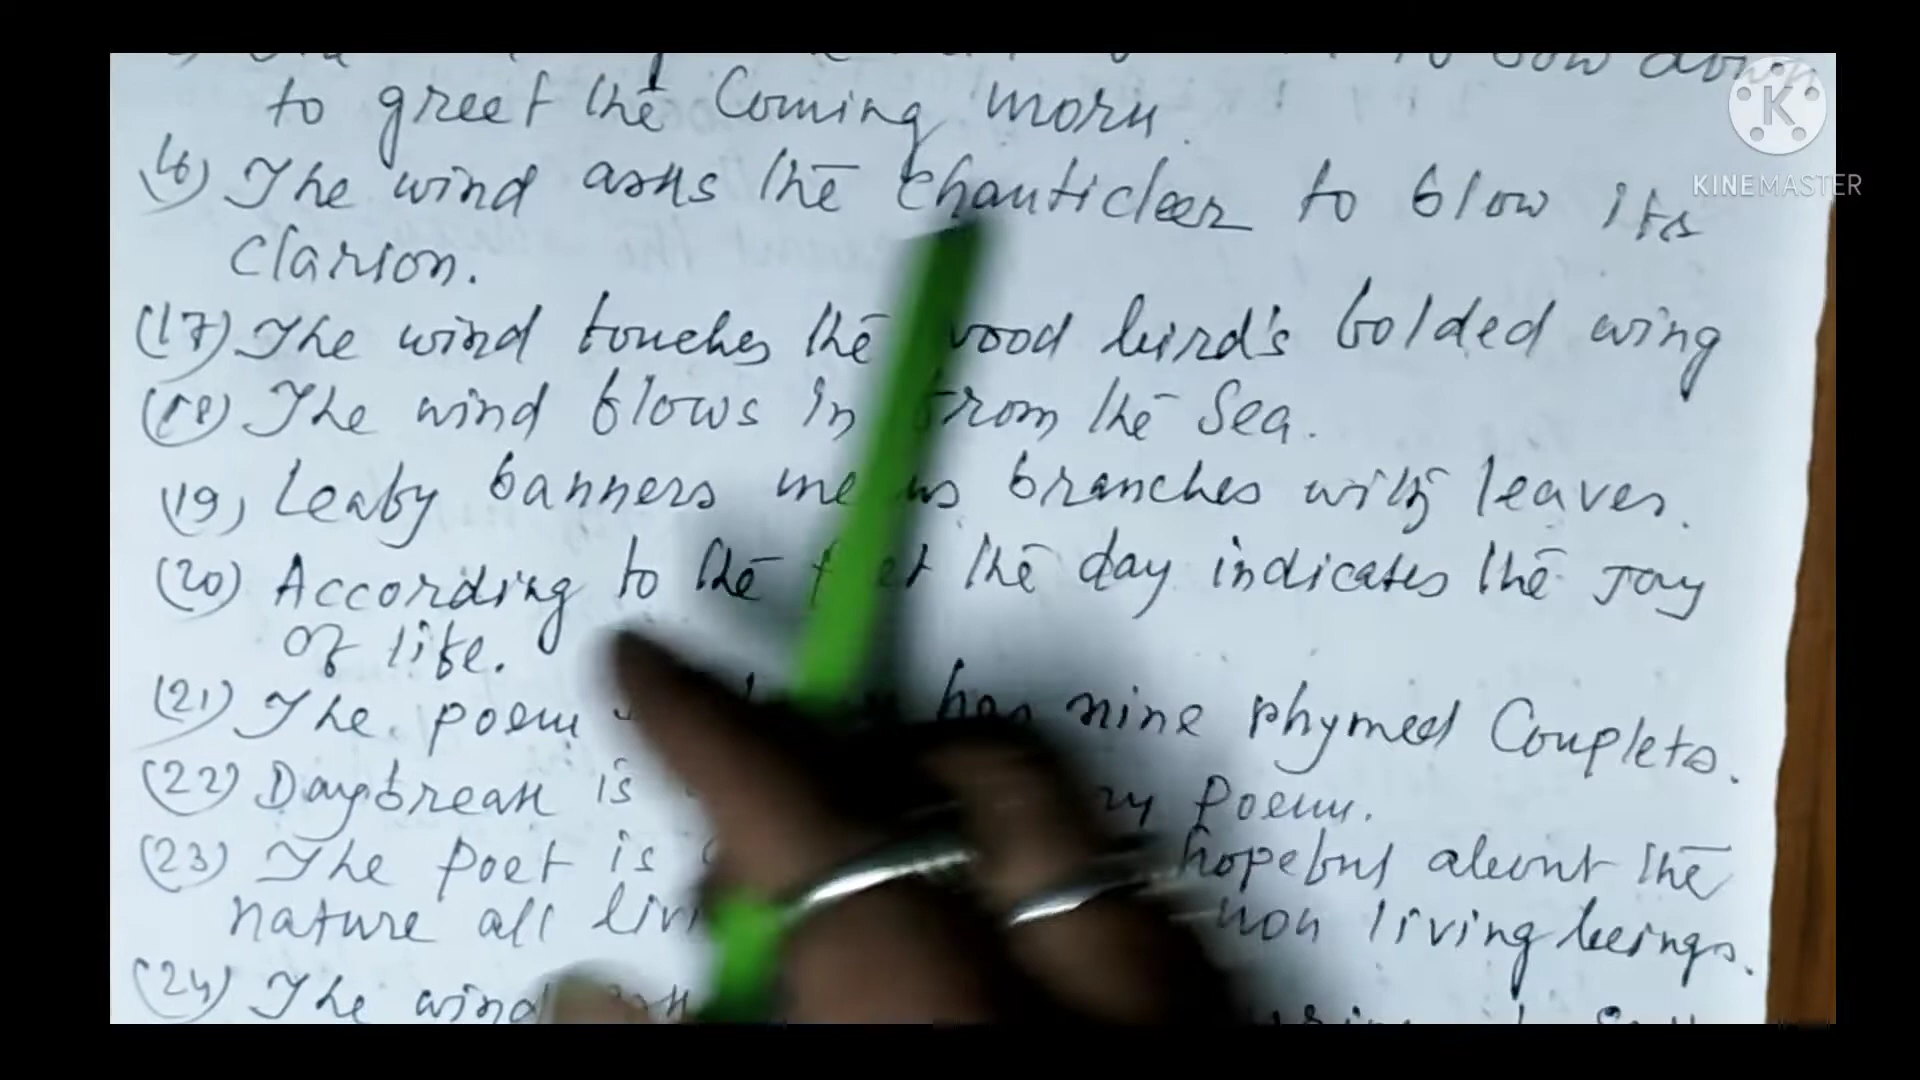 to bow down
to greet the Coming morn.
(16) The wind asks the chanticleer to blow its
Clarion.
(17) The wind touches the wood bird's folded wing
(18) The wind blows in from the Sea.
(19) Leafy banners means branches with leaves.
(20) According to the the day indicates the Joy
of life.
(21) The poem has nine rhymed Couplets.
(22) Daybreak is Poem.
(23) The Poet is hopeful about the
nature all non living beings.
(24) The wind
KINEMASTER